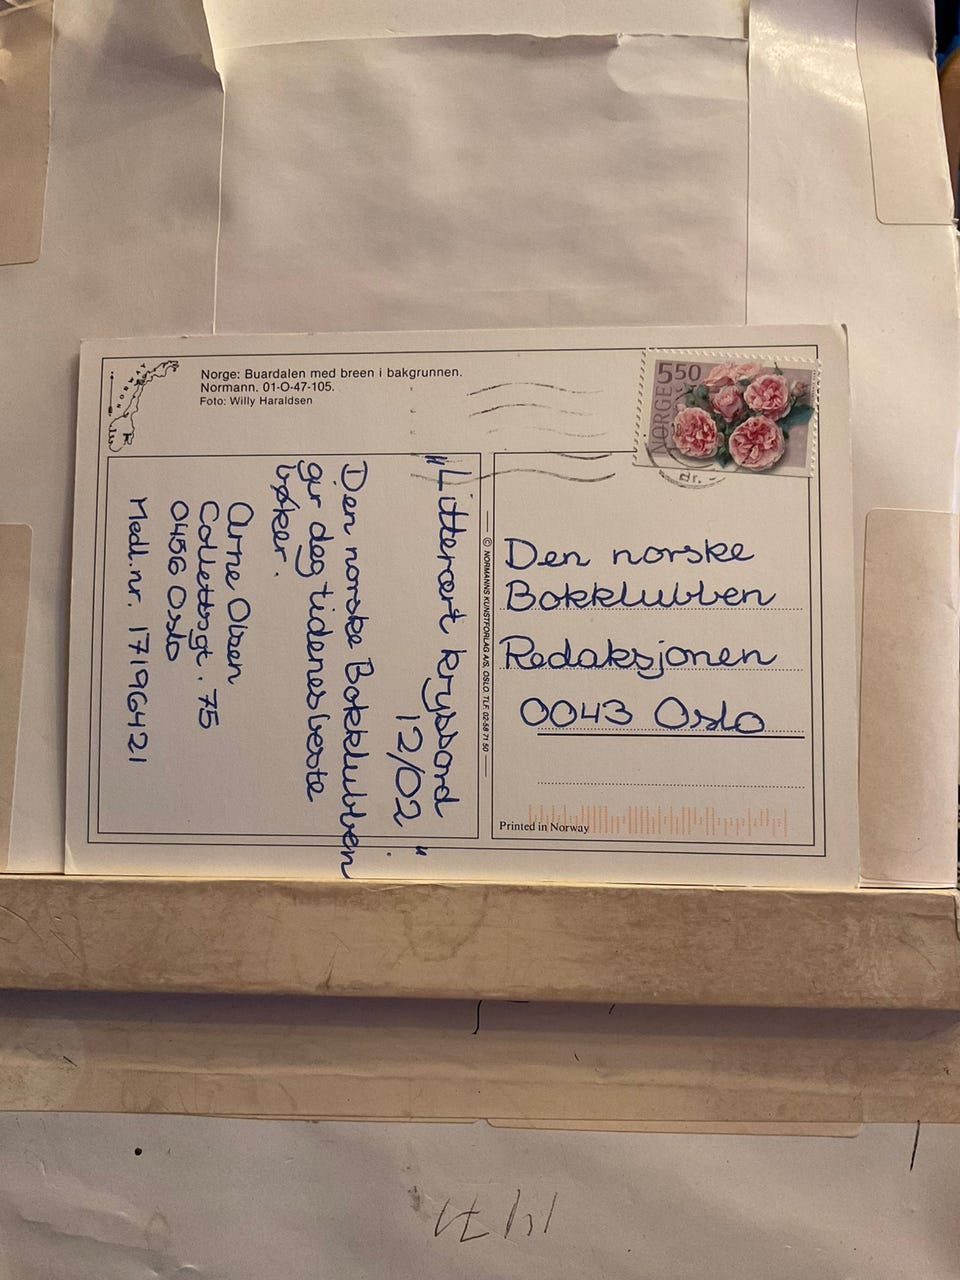 Norge: Buardalen med breen i bakgrunnen.
Normann. 01-O-47-105.
Foto: Willy Haraldsen
NORWAY
NORGE 5.50
"Litterært kryssord
12/02".
Den norske Bokklubben
gir deg tidenes beste
bøker.
Arne Olsen
Collettsgt. 75
0456 Oslo
Medl.nr. 17196421
© NORMANNS KUNSTFORLAG A/S, OSLO. TLF. 02-58 71 50
Den norske
Bokklubben
Redaksjonen
0043 Oslo
Printed in Norway